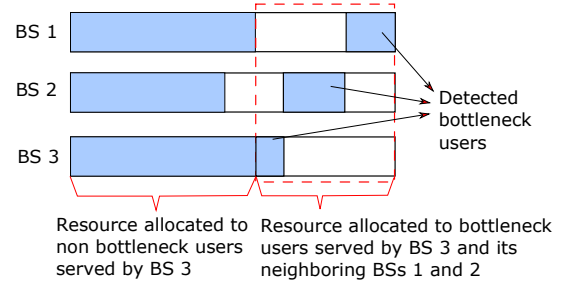 BS 1
BS 2
BS 3
Detected
bottleneck
users
Resource allocated to
non bottleneck users
served by BS 3
Resource allocated to bottleneck
users served by BS 3 and its
neighboring BSs 1 and 2